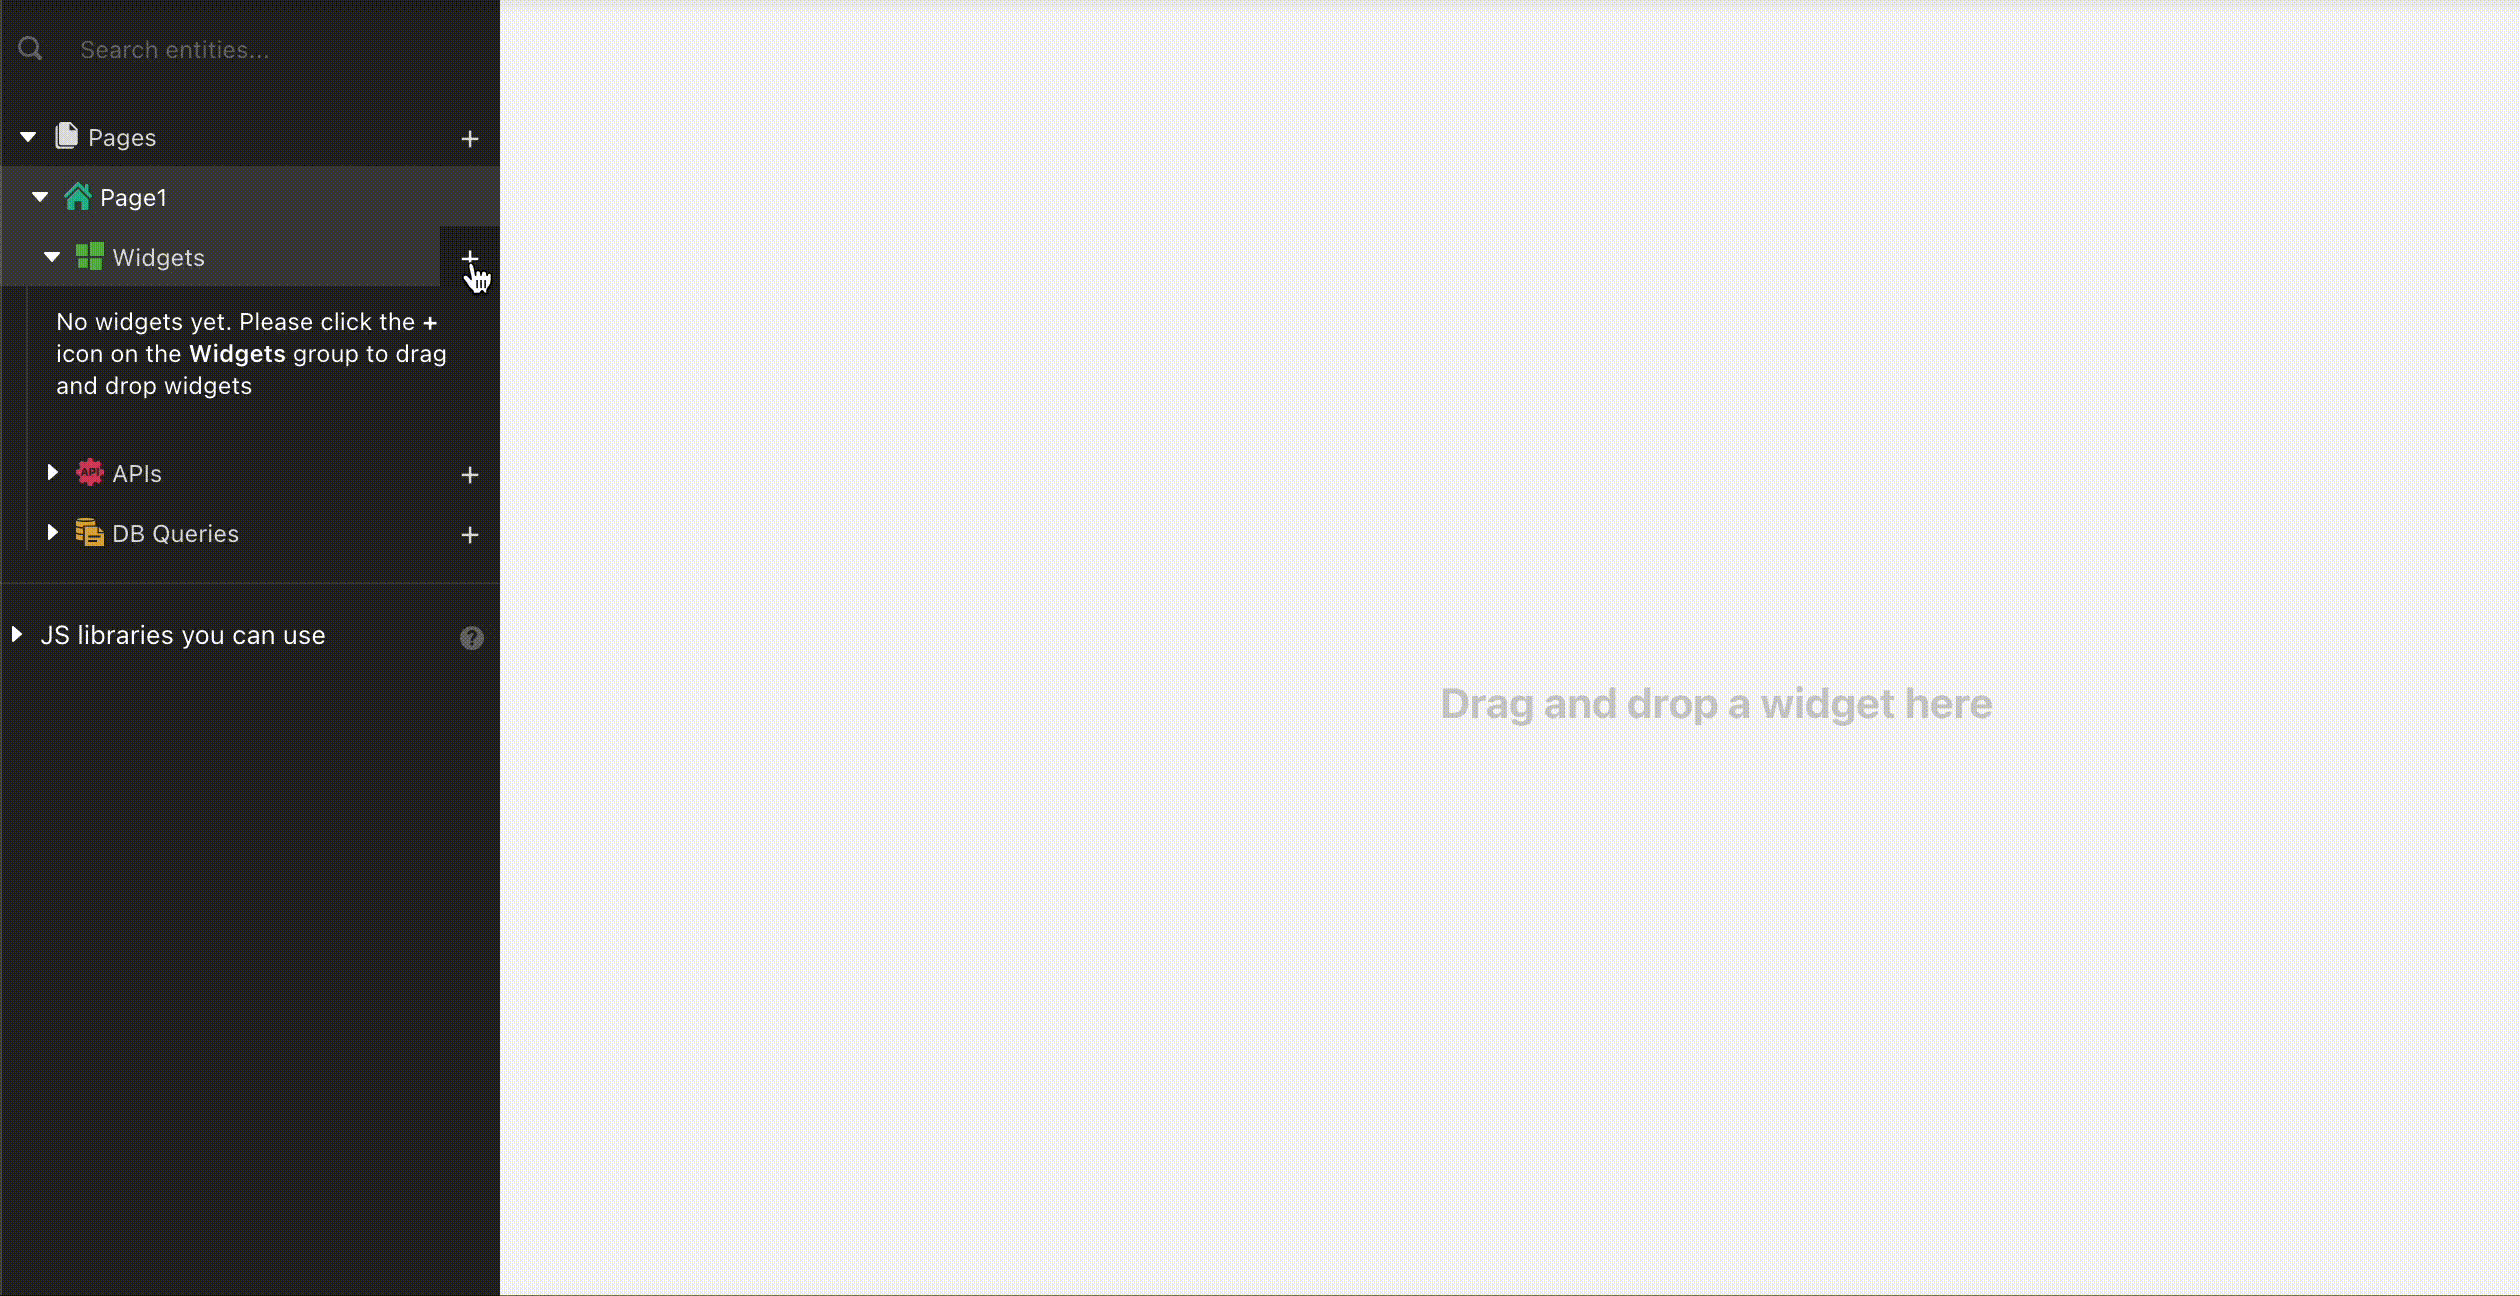 Search entities...
Pages
Page1
Widgets
No widgets yet. Please click the +
icon on the Widgets group to drag
and drop widgets
API APIs
DB Queries
JS libraries you can use
?
Drag and drop a widget here